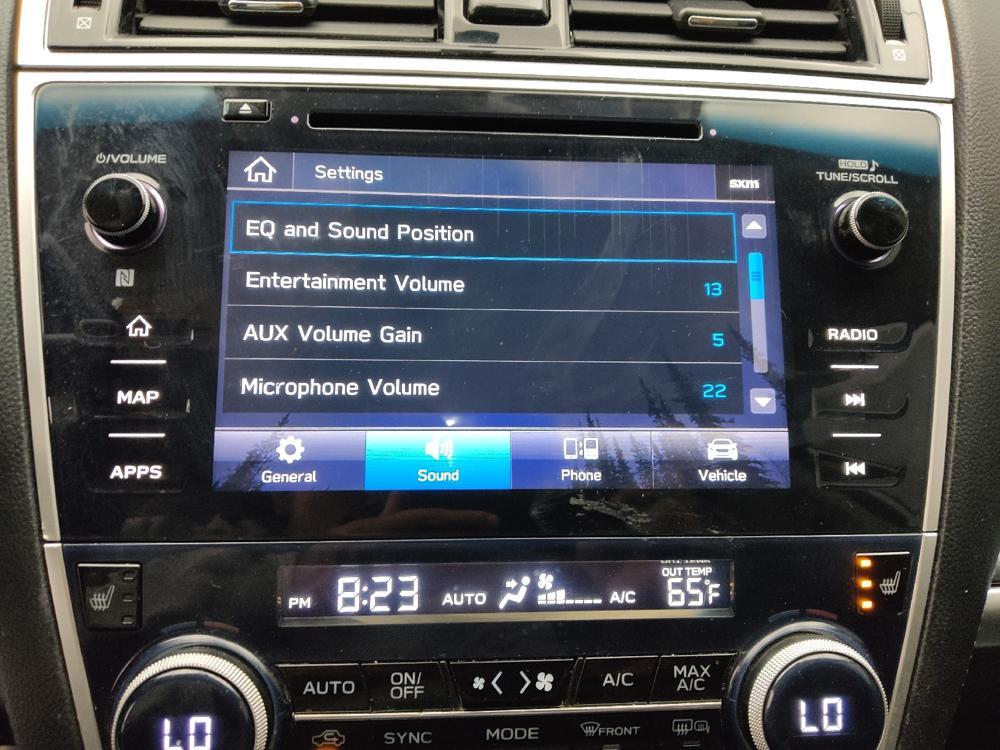 ⏻/VOLUME
HOLD ♪
TUNE/SCROLL
Settings
sxm
EQ and Sound Position
Entertainment Volume 13
AUX Volume Gain 5
Microphone Volume 22
MAP
APPS
RADIO
General Sound Phone Vehicle
PM 8:23 AUTO A/C OUT TEMP 65°F
AUTO
ON/
OFF
A/C
MAX
A/C
LO
LO
SYNC
MODE
FRONT